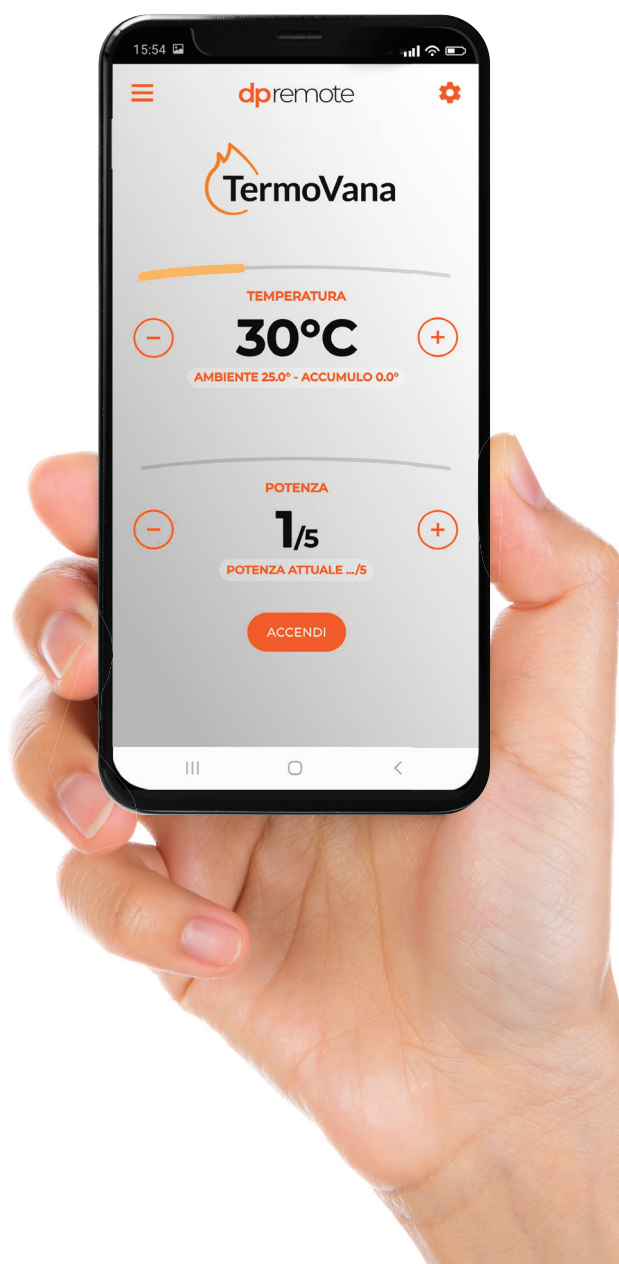 15:54
dpremote
TermoVana
TEMPERATURA
30°C
AMBIENTE 25.0° - ACCUMULO 0.0°
POTENZA
1/5
POTENZA ATTUALE .../5
ACCENDI